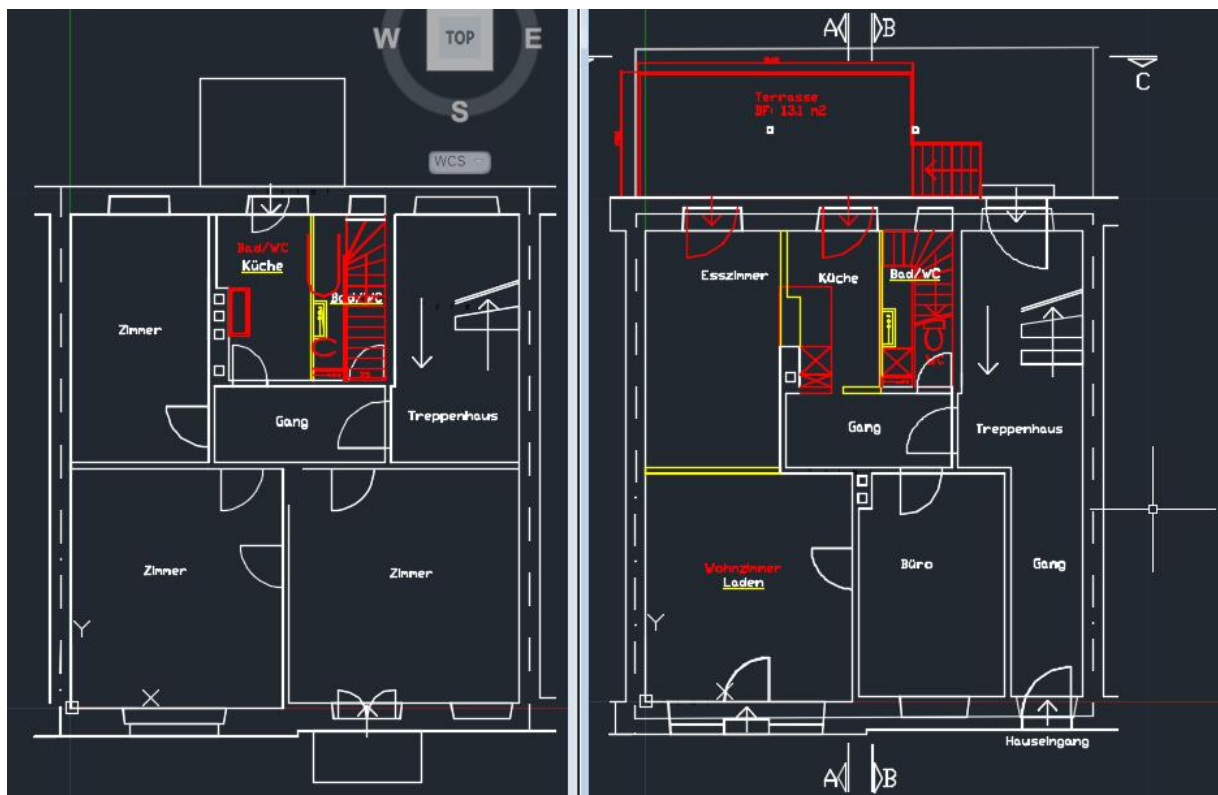 W
TOP
E
S
WCS
Bad/WC
Küche
Bad/WC
Zimmer
Gang
Treppenhaus
Zimmer
Zimmer
Y
X
A
B
C
Terrasse
BF: 13.1 m2
Esszimmer
Küche
Bad/WC
WC
Gang
Treppenhaus
Wohnzimmer
Laden
Büro
Gang
Y
X
Hauseingang
A
B